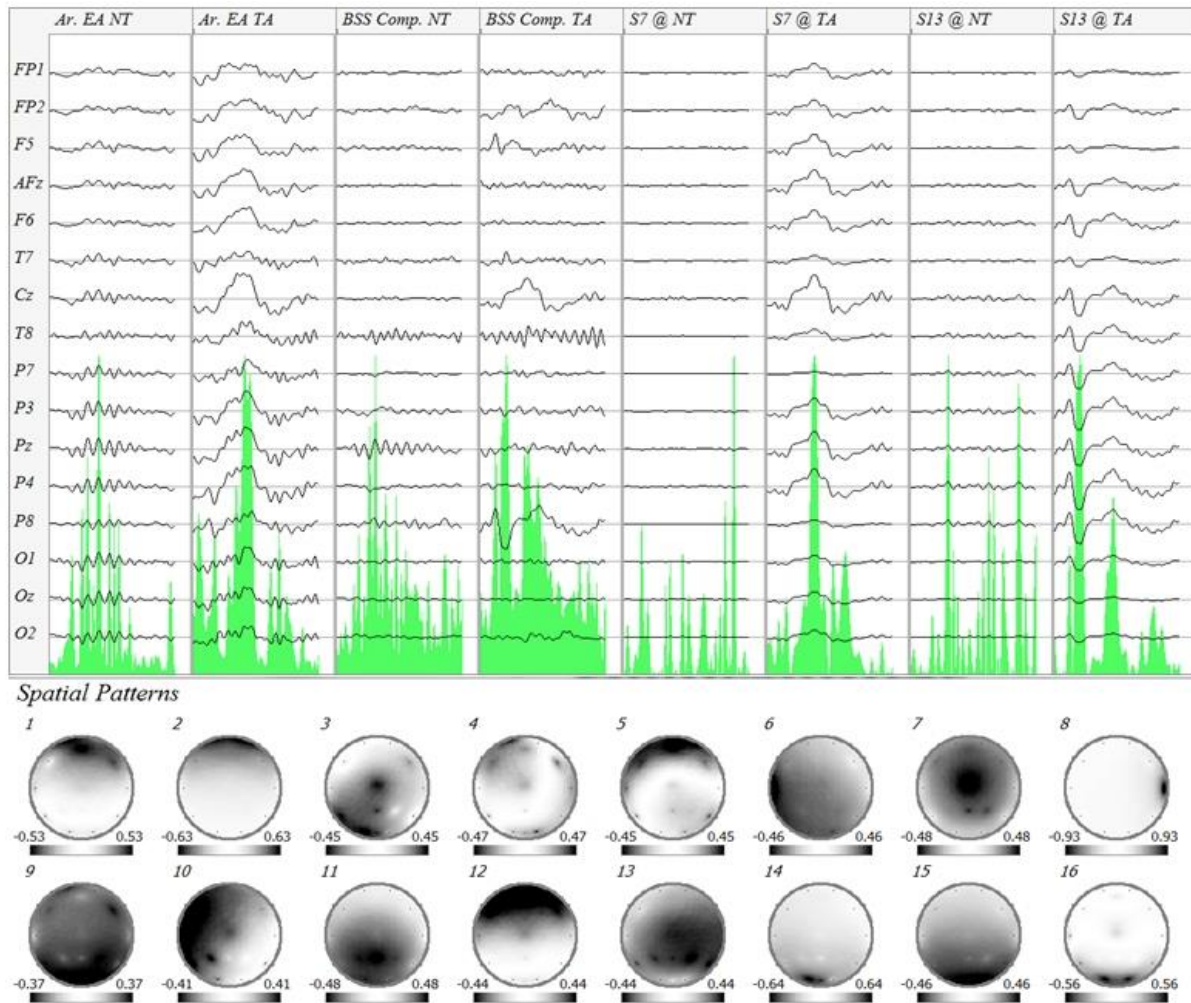 Ar. EA NT Ar. EA TA BSS Comp. NT BSS Comp. TA S7 @ NT S7 @ TA S13 @ NT S13 @ TA
FP1
FP2
F5
AFz
F6
T7
Cz
T8
P7
P3
Pz
P4
P8
O1
Oz
O2
Spatial Patterns
1 2 3 4 5 6 7 8
-0.53 0.53 -0.63 0.63 -0.45 0.45 -0.47 0.47 -0.45 0.45 -0.46 0.46 -0.48 0.48 -0.93 0.93
9 10 11 12 13 14 15 16
-0.37 0.37 -0.41 0.41 -0.48 0.48 -0.44 0.44 -0.44 0.44 -0.64 0.64 -0.46 0.46 -0.56 0.56